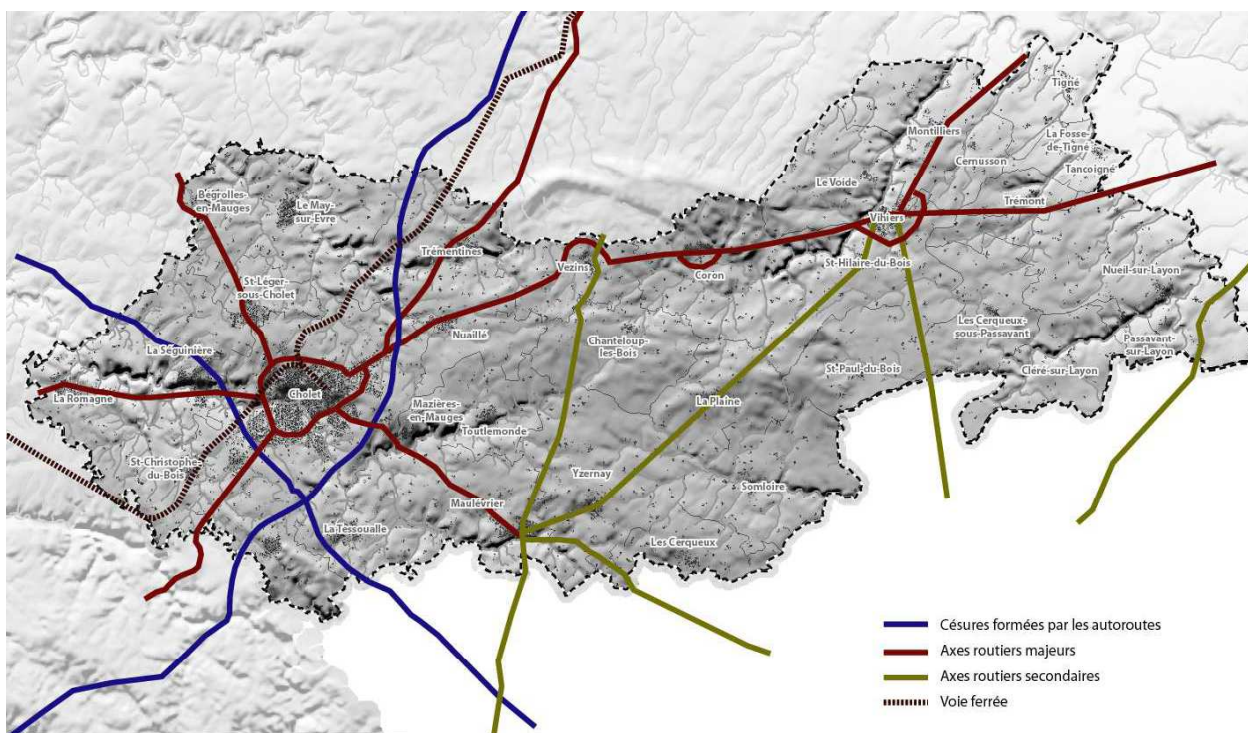 Tigné
Montilliers
La Fosse-
de-Tigné
Cernusson
Tancoigné
Le Voide
Trémont
Bégrolles-
en-Mauges
Le May-
sur-Evre
Vihiers
Trémentines
Vezins
Coron
St-Hilaire-du-Bois
Nueil-sur-Layon
St-Léger-
sous-Cholet
Nuaillé
Chanteloup-
les-Bois
Les Cerqueux-
sous-Passavant
Passavant-
sur-Layon
La Séguinière
St-Paul-du-Bois
Cléré-sur-Layon
La Romagne
Cholet
Mazières-
en-Mauges
La Plaine
Toutlemonde
St-Christophe-
du-Bois
Yzernay
Somloire
Maulévrier
La Tessoualle
Les Cerqueux
Césures formées par les autoroutes
Axes routiers majeurs
Axes routiers secondaires
Voie ferrée